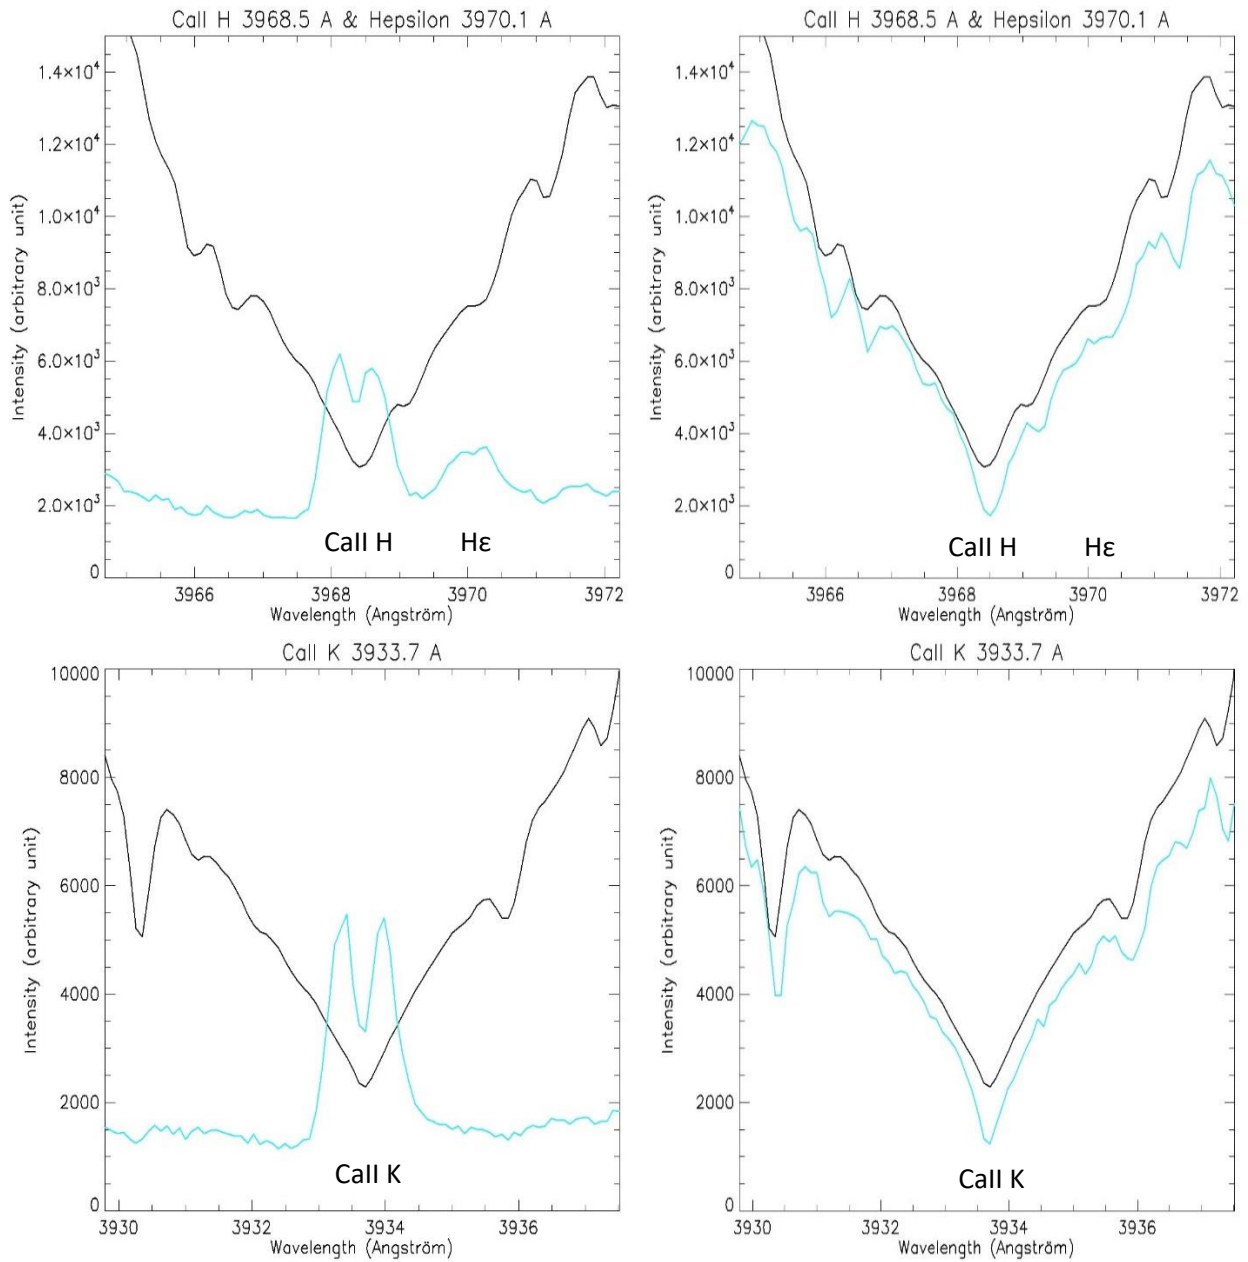 CaII H 3968.5 A & Hepsilon 3970.1 A
CaII H 3968.5 A & Hepsilon 3970.1 A
Intensity (arbitrary unit)
1.4×10⁴
1.2×10⁴
1.0×10⁴
8.0×10³
6.0×10³
4.0×10³
2.0×10³
0
CaII H
Hε
3966
3968
3970
3972
Wavelength (Angström)
Intensity (arbitrary unit)
1.4×10⁴
1.2×10⁴
1.0×10⁴
8.0×10³
6.0×10³
4.0×10³
2.0×10³
0
CaII H
Hε
3966
3968
3970
3972
Wavelength (Angström)
CaII K 3933.7 A
CaII K 3933.7 A
Intensity (arbitrary unit)
10000
8000
6000
4000
2000
0
CaII K
3930
3932
3934
3936
Wavelength (Angström)
Intensity (arbitrary unit)
10000
8000
6000
4000
2000
0
CaII K
3930
3932
3934
3936
Wavelength (Angström)